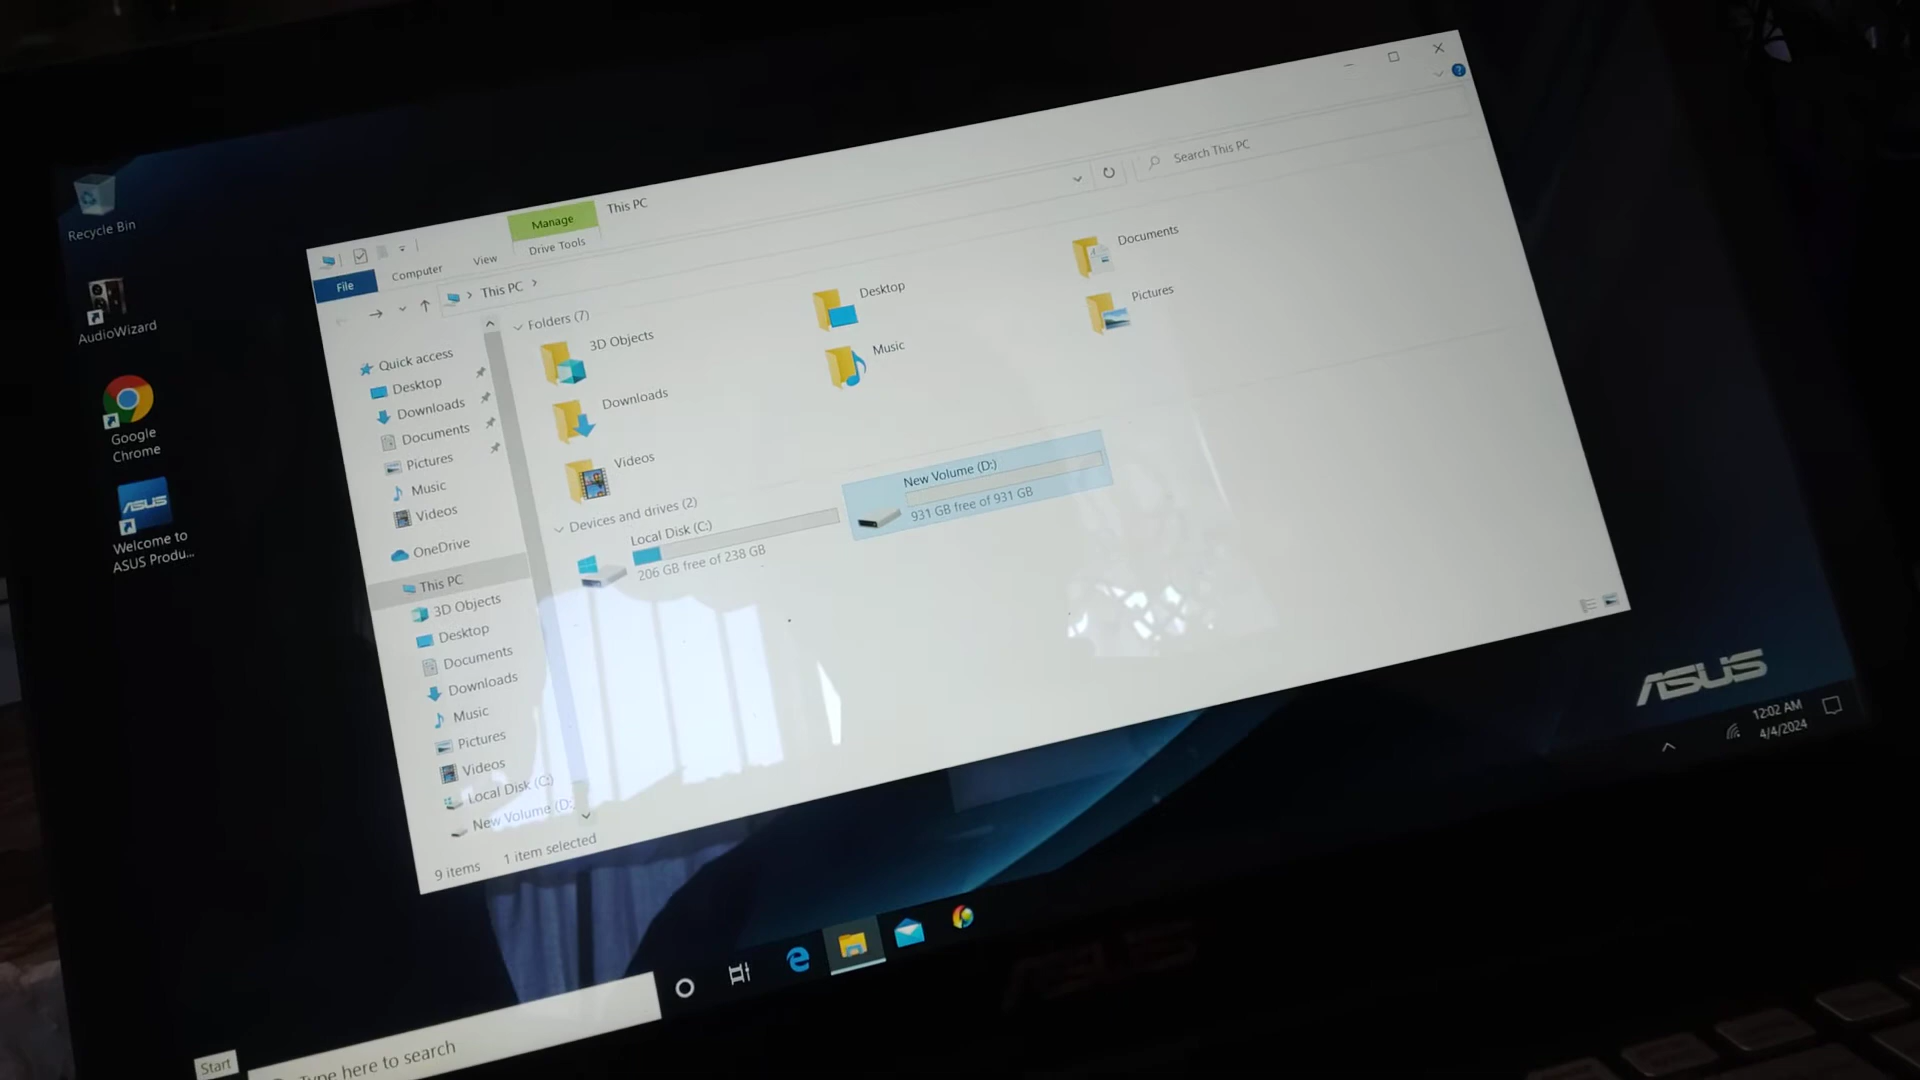 Recycle Bin
AudioWizard
Google
Chrome
ASUS
Welcome to
ASUS Produ...
Manage
This PC
File
Computer
View
Drive Tools
This PC
Search This PC
Quick access
Desktop
Downloads
Documents
Pictures
Music
Videos
OneDrive
This PC
3D Objects
Desktop
Documents
Downloads
Music
Pictures
Videos
Local Disk (C:)
New Volume (D:
Folders (7)
3D Objects
Desktop
Documents
Downloads
Music
Pictures
Videos
Devices and drives (2)
Local Disk (C:)
206 GB free of 238 GB
New Volume (D:)
931 GB free of 931 GB
9 items
1 item selected
ASUS
12:02 AM
4/4/2024
Start
Type here to search
ASUS